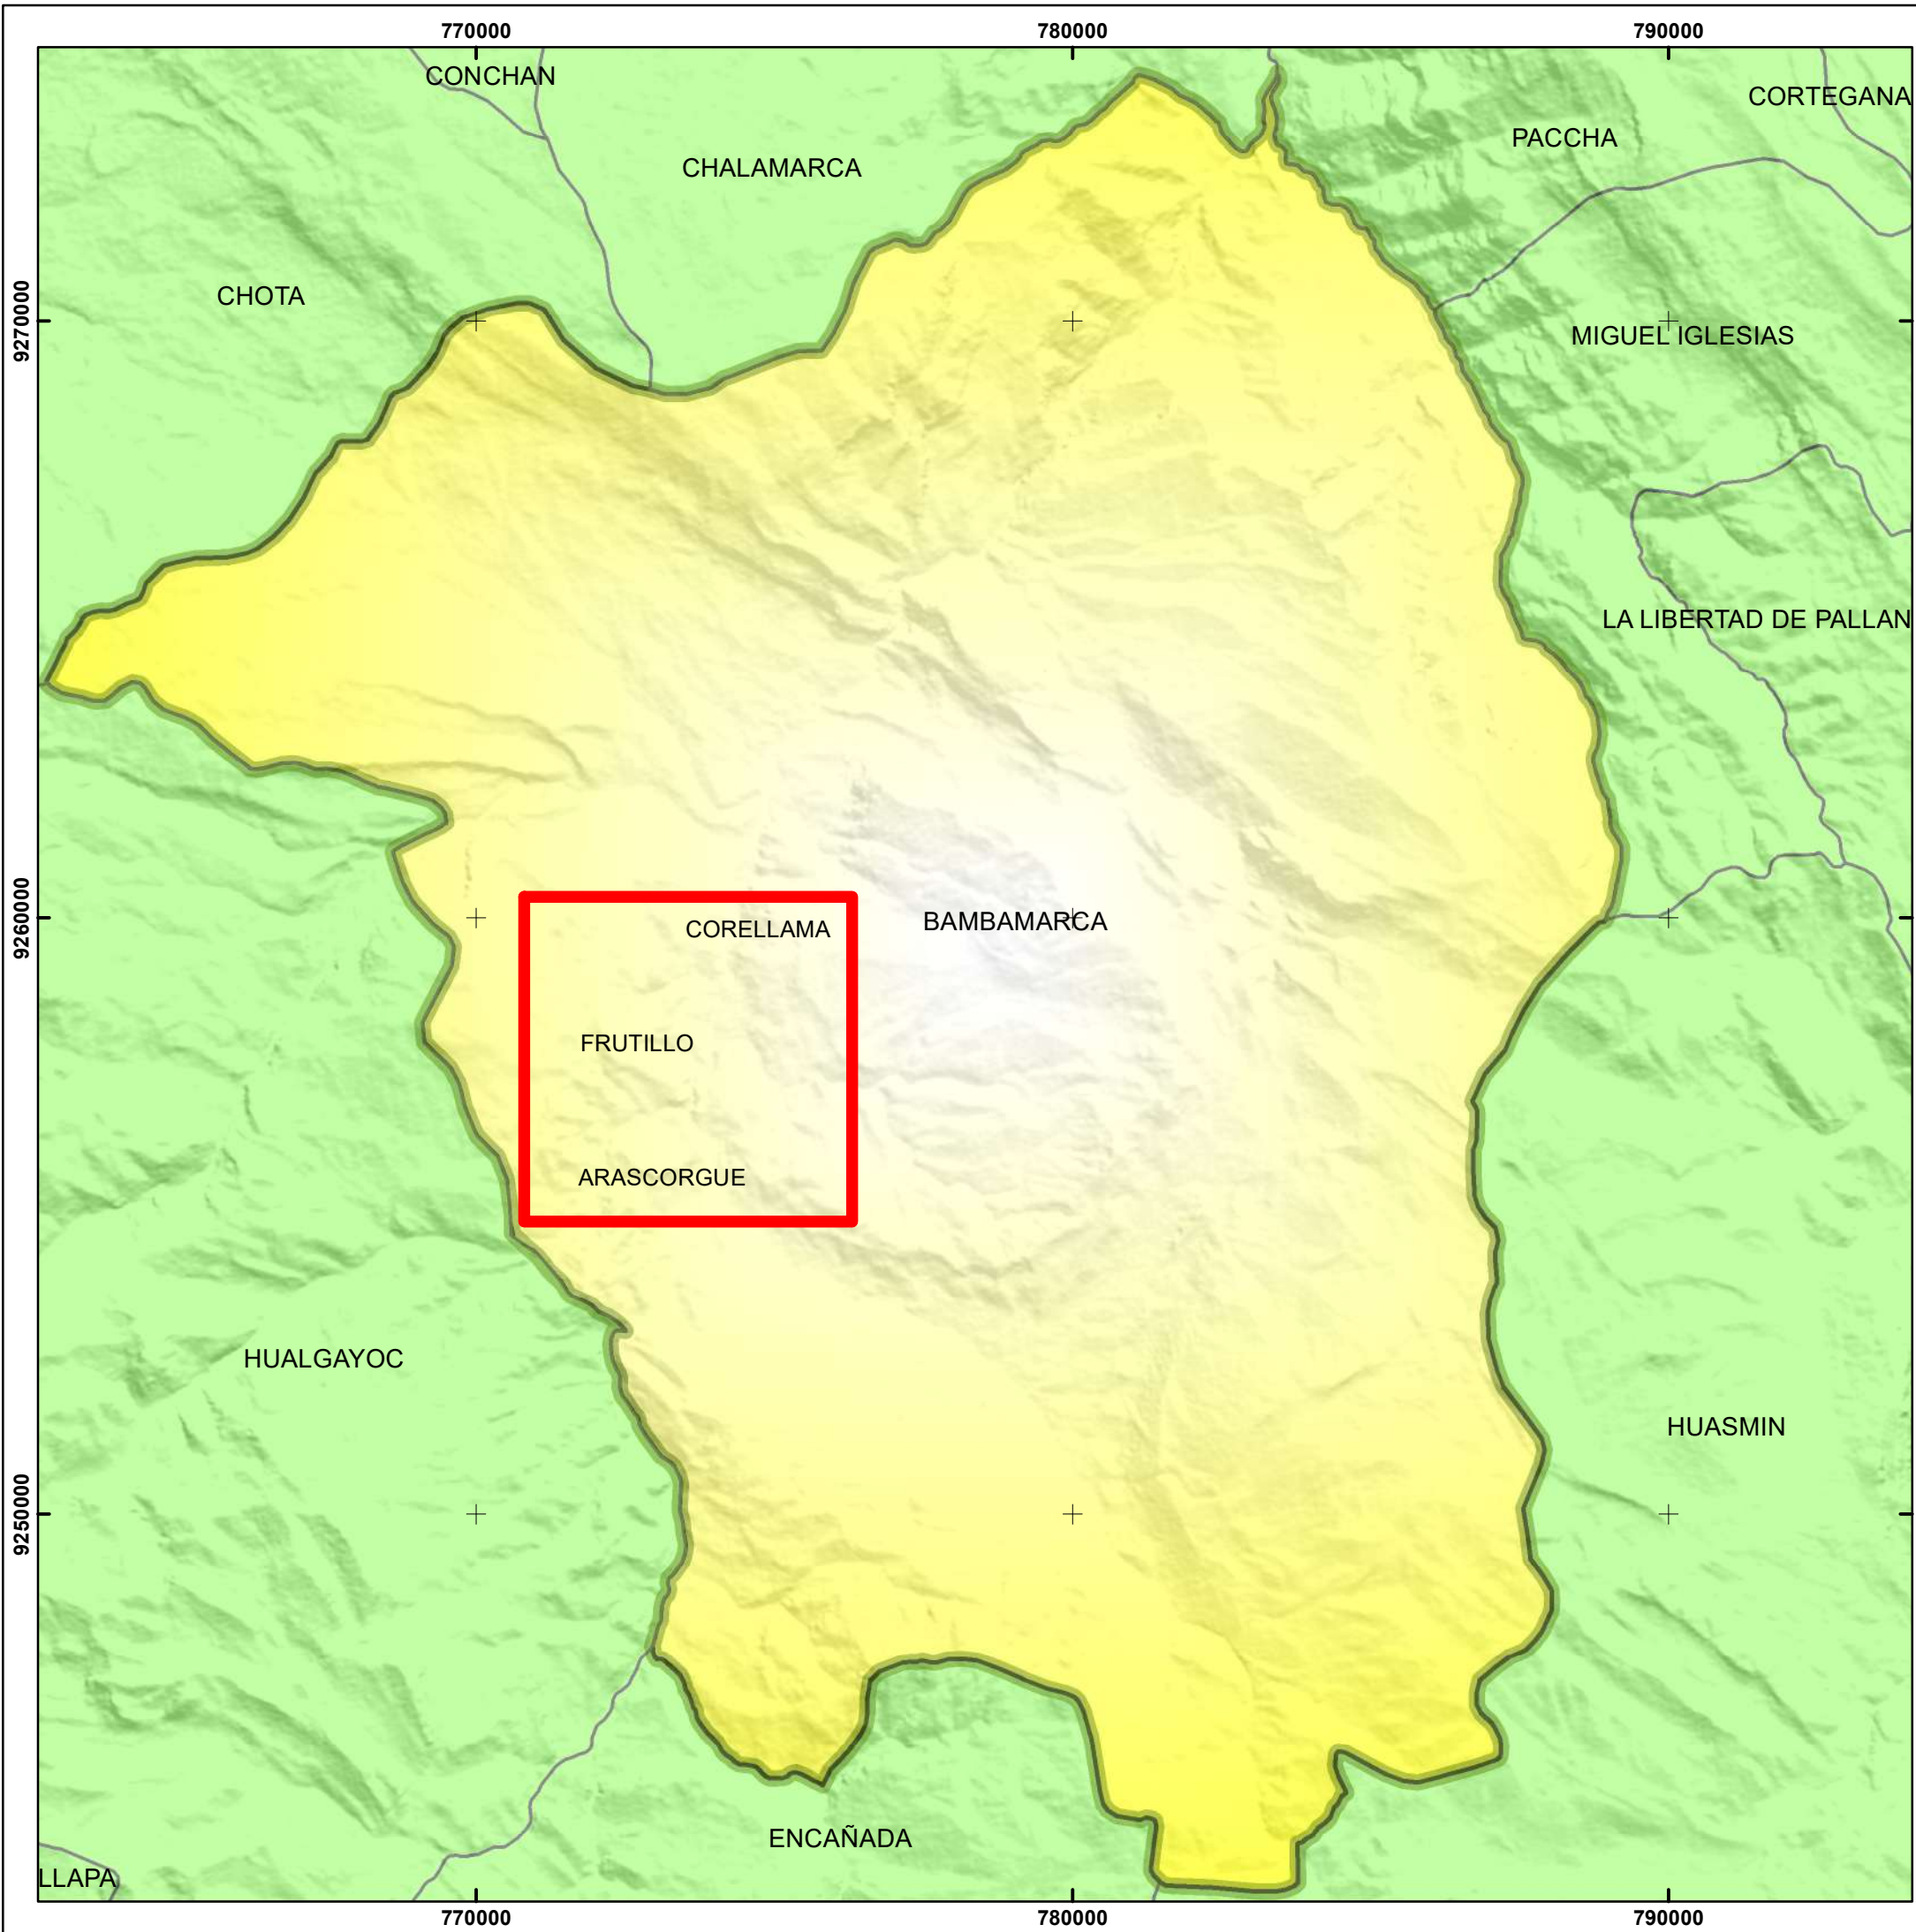 770000
780000
790000
CONCHAN
CORTEGANA
PACCHA
CHALAMARCA
CHOTA
9270000
MIGUEL IGLESIAS
LA LIBERTAD DE PALLAN
9260000
CORELLAMA
BAMBAMARCA
FRUTILLO
ARASCORGUE
HUALGAYOC
HUASMIN
9250000
ENCAÑADA
LLAPA
770000
780000
790000